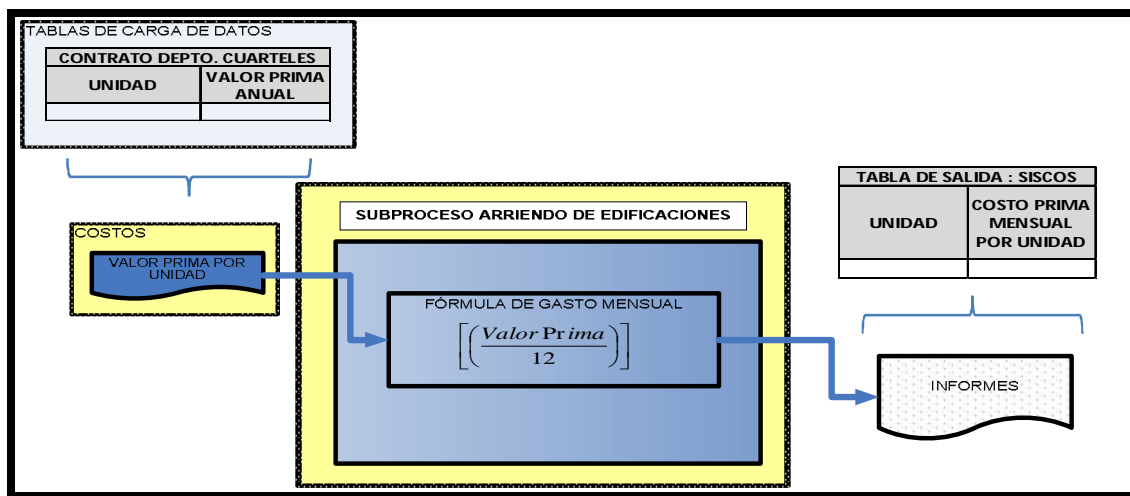 TABLAS DE CARGA DE DATOS
CONTRATO DEPTO. CUARTELES
UNIDAD
VALOR PRIMA
ANUAL
COSTOS
VALOR PRIMA POR
UNIDAD
SUBPROCESO ARRIENDO DE EDIFICACIONES
FÓRMULA DE GASTO MENSUAL
[(Valor Prima / 12)]
TABLA DE SALIDA : SISCOS
UNIDAD
COSTO PRIMA
MENSUAL
POR UNIDAD
INFORMES